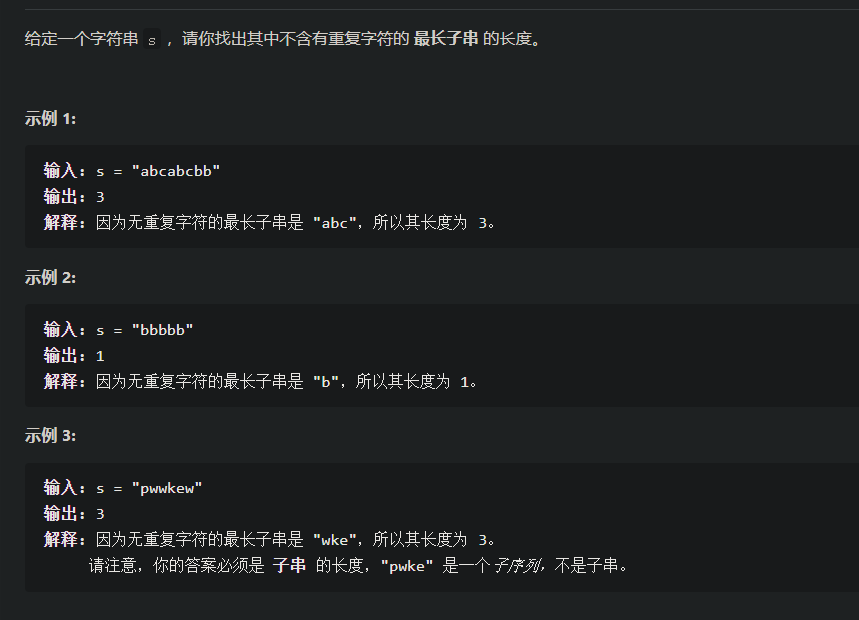 给定一个字符串 s ，请你找出其中不含有重复字符的 最长子串 的长度。
示例 1:
输入: s = "abcabcbb"
输出: 3
解释: 因为无重复字符的最长子串是 "abc"，所以其长度为 3。
示例 2:
输入: s = "bbbbb"
输出: 1
解释: 因为无重复字符的最长子串是 "b"，所以其长度为 1。
示例 3:
输入: s = "pwwkew"
输出: 3
解释: 因为无重复字符的最长子串是 "wke"，所以其长度为 3。
请注意，你的答案必须是 子串 的长度，"pwke" 是一个子序列，不是子串。